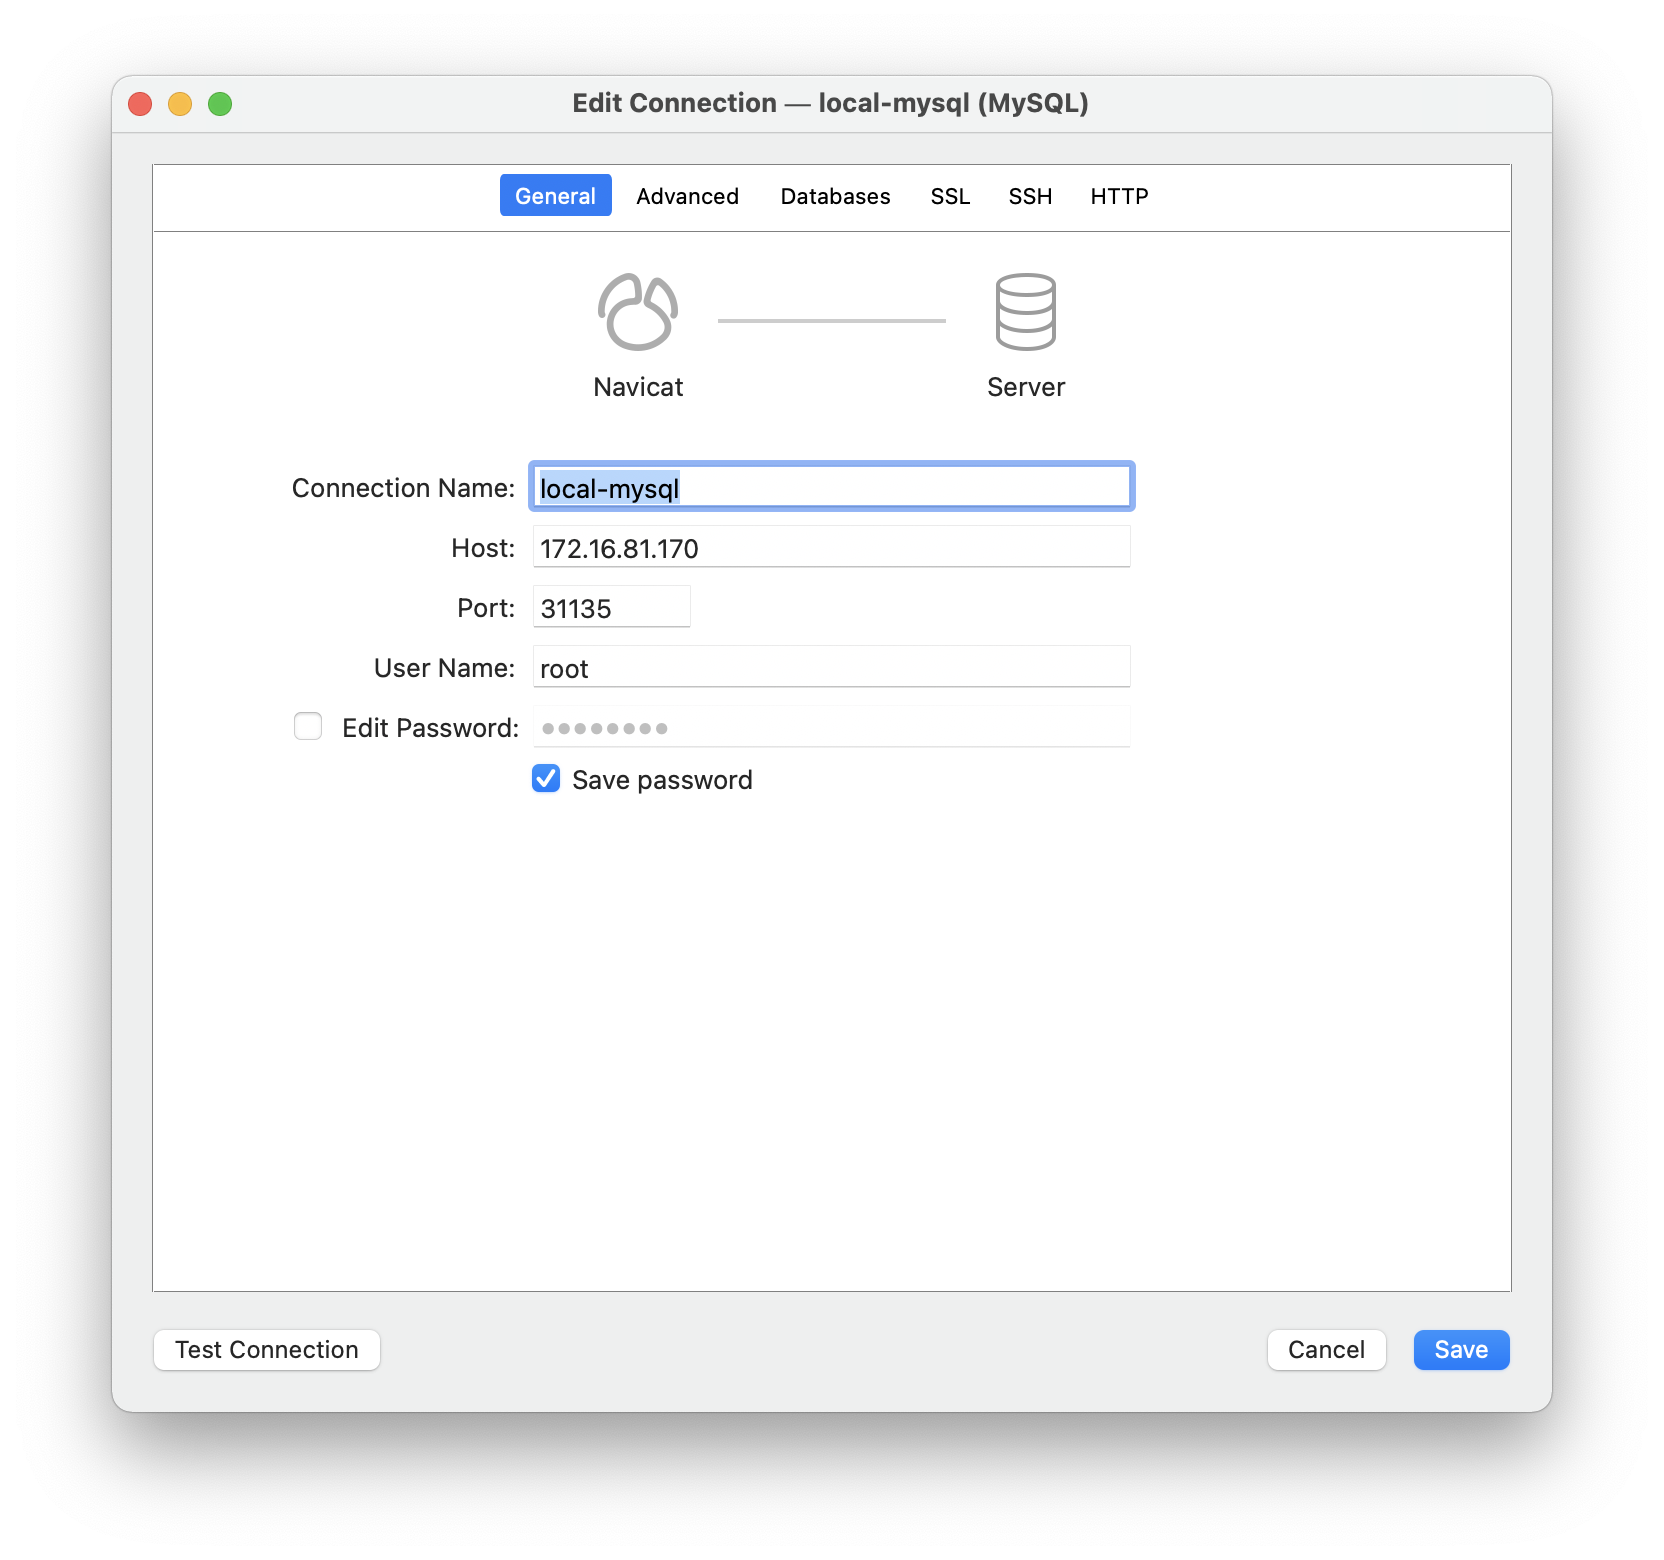 Edit Connection — local-mysql (MySQL)
General Advanced Databases SSL SSH HTTP
Navicat Server
Connection Name: local-mysql
Host: 172.16.81.170
Port: 31135
User Name: root
Edit Password: ••••••••
Save password
Test Connection Cancel Save